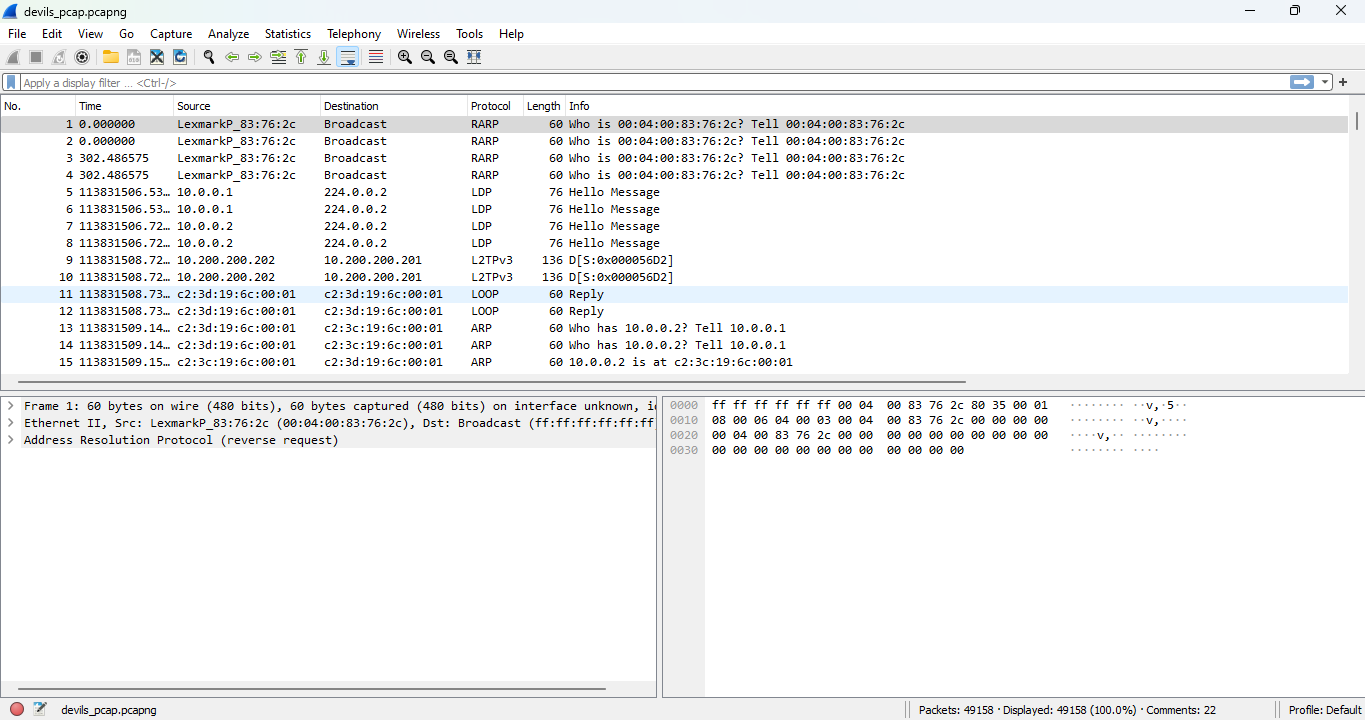 devils_pcap.pcapng
File Edit View Go Capture Analyze Statistics Telephony Wireless Tools Help
Apply a display filter ... <Ctrl-/>
No. Time Source Destination Protocol Length Info
1 0.000000 LexmarkP_83:76:2c Broadcast RARP 60 Who is 00:04:00:83:76:2c? Tell 00:04:00:83:76:2c
2 0.000000 LexmarkP_83:76:2c Broadcast RARP 60 Who is 00:04:00:83:76:2c? Tell 00:04:00:83:76:2c
3 302.486575 LexmarkP_83:76:2c Broadcast RARP 60 Who is 00:04:00:83:76:2c? Tell 00:04:00:83:76:2c
4 302.486575 LexmarkP_83:76:2c Broadcast RARP 60 Who is 00:04:00:83:76:2c? Tell 00:04:00:83:76:2c
5 113831506.53… 10.0.0.1 224.0.0.2 LDP 76 Hello Message
6 113831506.53… 10.0.0.1 224.0.0.2 LDP 76 Hello Message
7 113831506.72… 10.0.0.2 224.0.0.2 LDP 76 Hello Message
8 113831506.72… 10.0.0.2 224.0.0.2 LDP 76 Hello Message
9 113831508.72… 10.200.200.202 10.200.200.201 L2TPv3 136 D[S:0x000056D2]
10 113831508.72… 10.200.200.202 10.200.200.201 L2TPv3 136 D[S:0x000056D2]
11 113831508.73… c2:3d:19:6c:00:01 c2:3d:19:6c:00:01 LOOP 60 Reply
12 113831508.73… c2:3d:19:6c:00:01 c2:3d:19:6c:00:01 LOOP 60 Reply
13 113831509.14… c2:3d:19:6c:00:01 c2:3c:19:6c:00:01 ARP 60 Who has 10.0.0.2? Tell 10.0.0.1
14 113831509.14… c2:3d:19:6c:00:01 c2:3c:19:6c:00:01 ARP 60 Who has 10.0.0.2? Tell 10.0.0.1
15 113831509.15… c2:3c:19:6c:00:01 c2:3d:19:6c:00:01 ARP 60 10.0.0.2 is at c2:3c:19:6c:00:01
Frame 1: 60 bytes on wire (480 bits), 60 bytes captured (480 bits) on interface unknown, i
Ethernet II, Src: LexmarkP_83:76:2c (00:04:00:83:76:2c), Dst: Broadcast (ff:ff:ff:ff:ff:ff
Address Resolution Protocol (reverse request)
0000 ff ff ff ff ff ff 00 04 00 83 76 2c 80 35 00 01 ········ ··v,·5··
0010 08 00 06 04 00 03 00 04 00 83 76 2c 00 00 00 00 ········ ··v,····
0020 00 04 00 83 76 2c 00 00 00 00 00 00 00 00 00 00 ····v,·· ········
0030 00 00 00 00 00 00 00 00 00 00 00 00 ········ ····
devils_pcap.pcapng Packets: 49158 · Displayed: 49158 (100.0%) · Comments: 22 Profile: Default